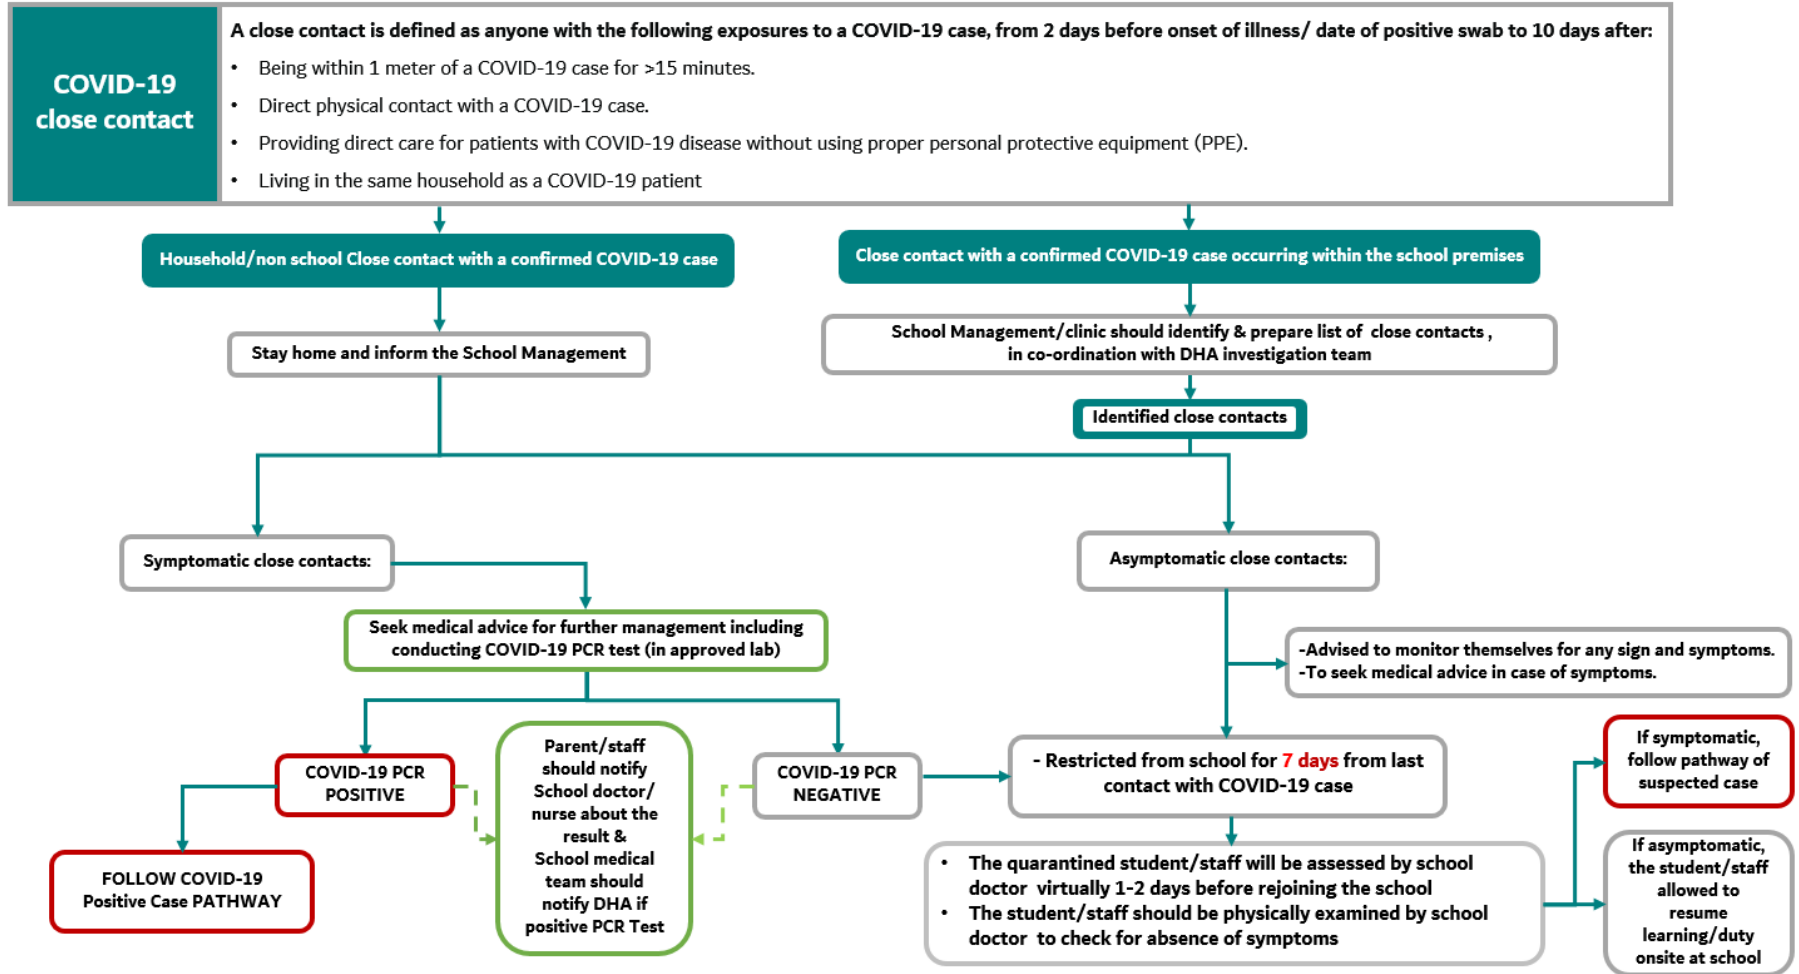 COVID-19
close contact
A close contact is defined as anyone with the following exposures to a COVID-19 case, from 2 days before onset of illness/ date of positive swab to 10 days after:
• Being within 1 meter of a COVID-19 case for >15 minutes.
• Direct physical contact with a COVID-19 case.
• Providing direct care for patients with COVID-19 disease without using proper personal protective equipment (PPE).
• Living in the same household as a COVID-19 patient
Household/non school Close contact with a confirmed COVID-19 case
Close contact with a confirmed COVID-19 case occurring within the school premises
Stay home and inform the School Management
School Management/clinic should identify & prepare list of close contacts ,
in co-ordination with DHA investigation team
Identified close contacts
Symptomatic close contacts:
Asymptomatic close contacts:
Seek medical advice for further management including
conducting COVID-19 PCR test (in approved lab)
-Advised to monitor themselves for any sign and symptoms.
-To seek medical advice in case of symptoms.
COVID-19 PCR
POSITIVE
Parent/staff
should notify
School doctor/
nurse about the
result &
School medical
team should
notify DHA if
positive PCR Test
COVID-19 PCR
NEGATIVE
- Restricted from school for 7 days from last
contact with COVID-19 case
If symptomatic,
follow pathway of
suspected case
FOLLOW COVID-19
Positive Case PATHWAY
• The quarantined student/staff will be assessed by school
doctor virtually 1-2 days before rejoining the school
• The student/staff should be physically examined by school
doctor to check for absence of symptoms
If asymptomatic,
the student/staff
allowed to
resume
learning/duty
onsite at school